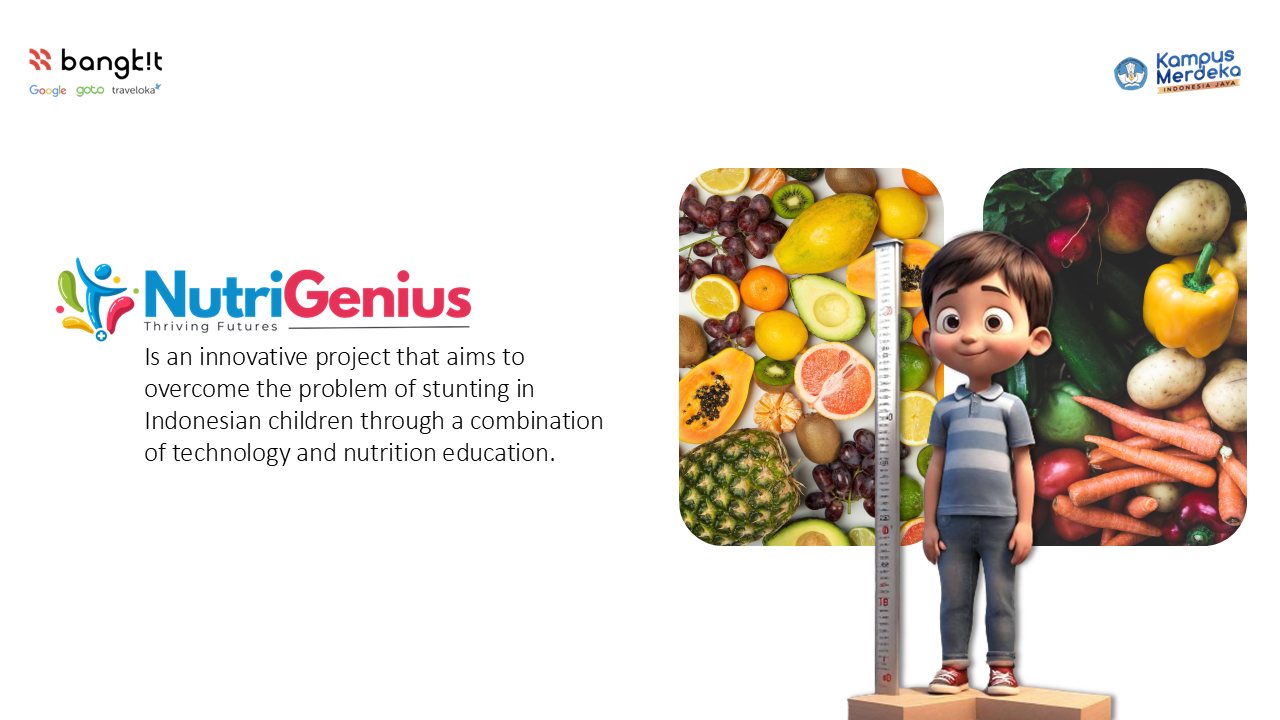 bangk!t
Google goto traveloka
Kampus
Merdeka
INDONESIA JAYA
NutriGenius
Thriving Futures
Is an innovative project that aims to
overcome the problem of stunting in
Indonesian children through a combination
of technology and nutrition education.